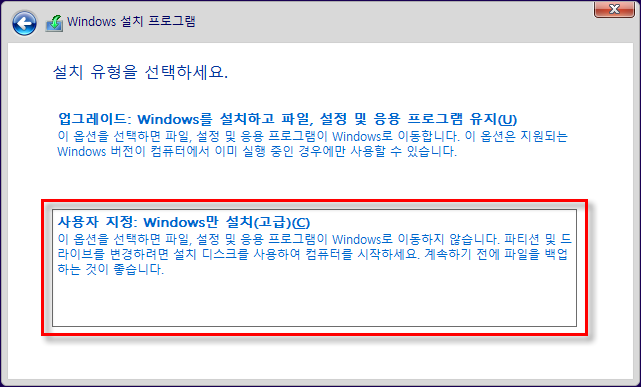 Windows 설치 프로그램
설치 유형을 선택하세요.
업그레이드: Windows를 설치하고 파일, 설정 및 응용 프로그램 유지(U)
이 옵션을 선택하면 파일, 설정 및 응용 프로그램이 Windows로 이동합니다. 이 옵션은 지원되는
Windows 버전이 컴퓨터에서 이미 실행 중인 경우에만 사용할 수 있습니다.
사용자 지정: Windows만 설치(고급)(C)
이 옵션을 선택하면 파일, 설정 및 응용 프로그램이 Windows로 이동하지 않습니다. 파티션 및 드
라이브를 변경하려면 설치 디스크를 사용하여 컴퓨터를 시작하세요. 계속하기 전에 파일을 백업
하는 것이 좋습니다.